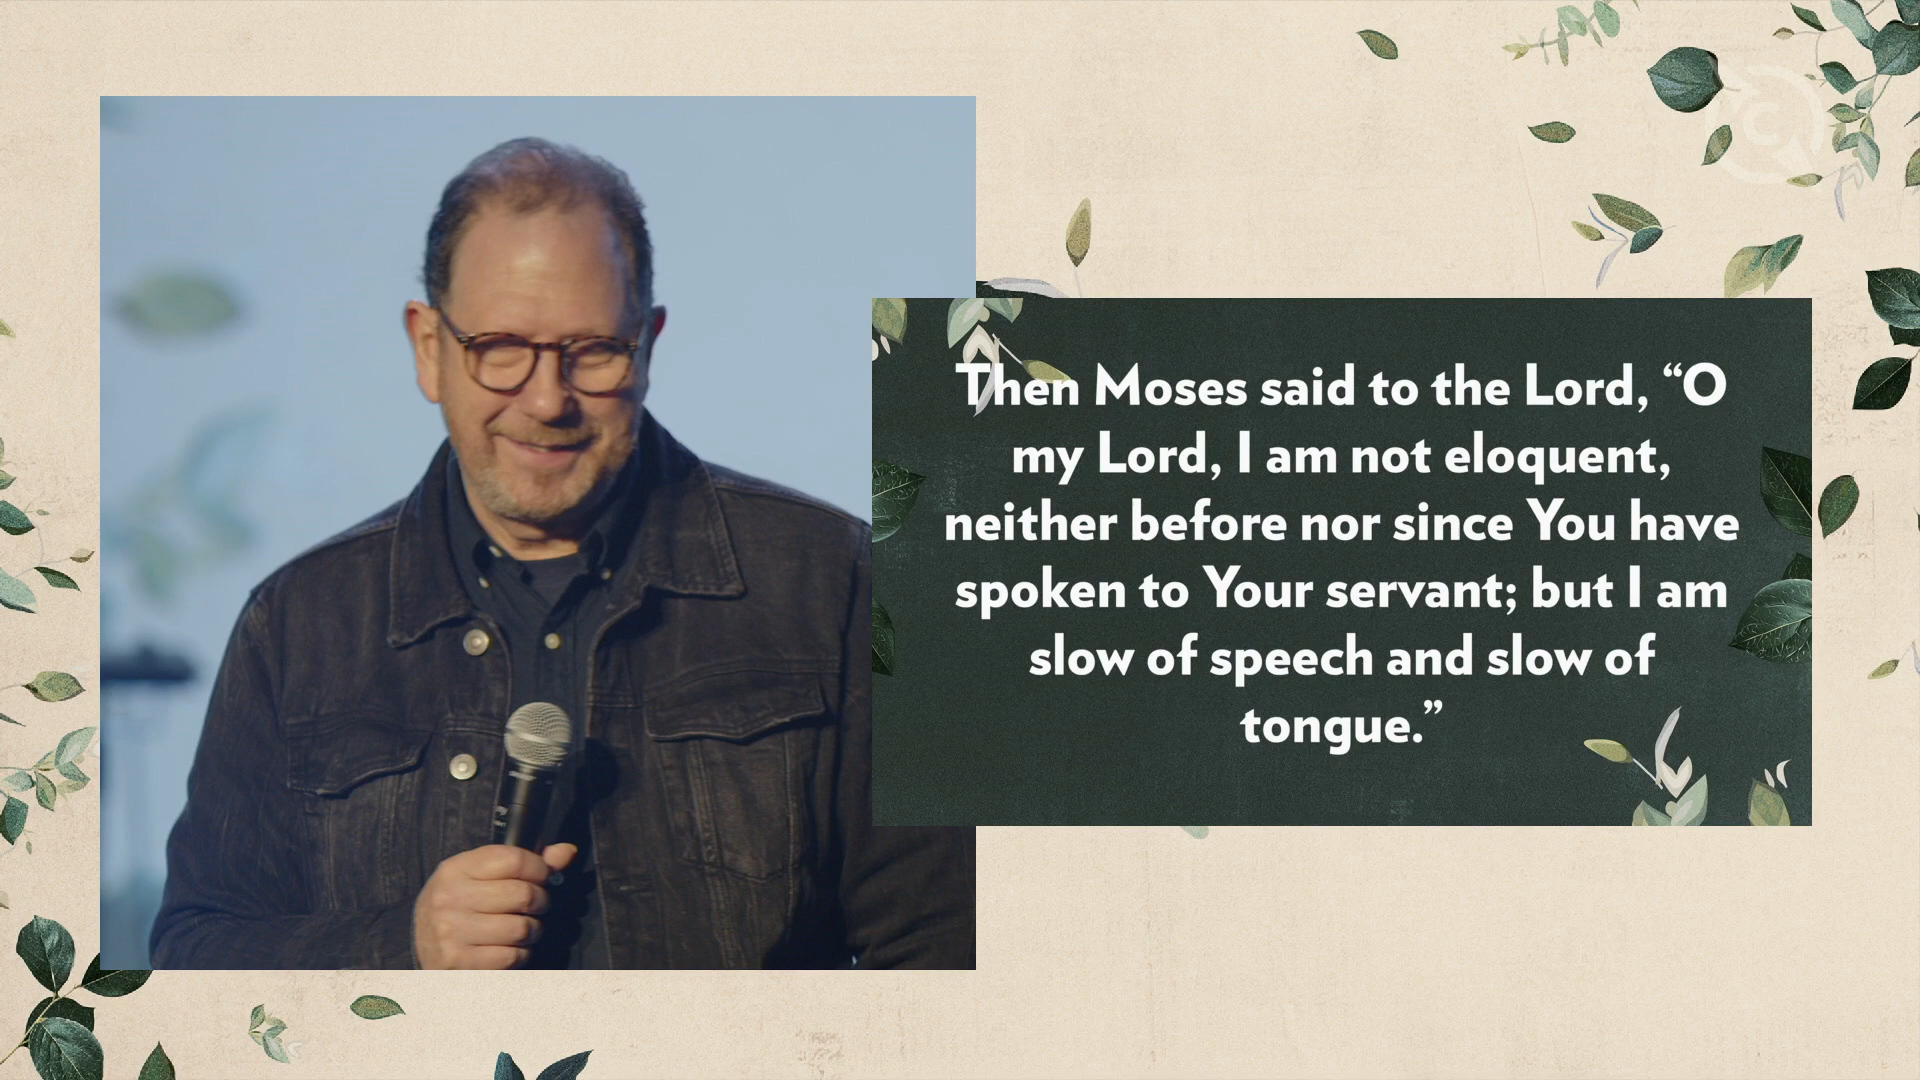 Then Moses said to the Lord, “O
my Lord, I am not eloquent,
neither before nor since You have
spoken to Your servant; but I am
slow of speech and slow of
tongue.”
C